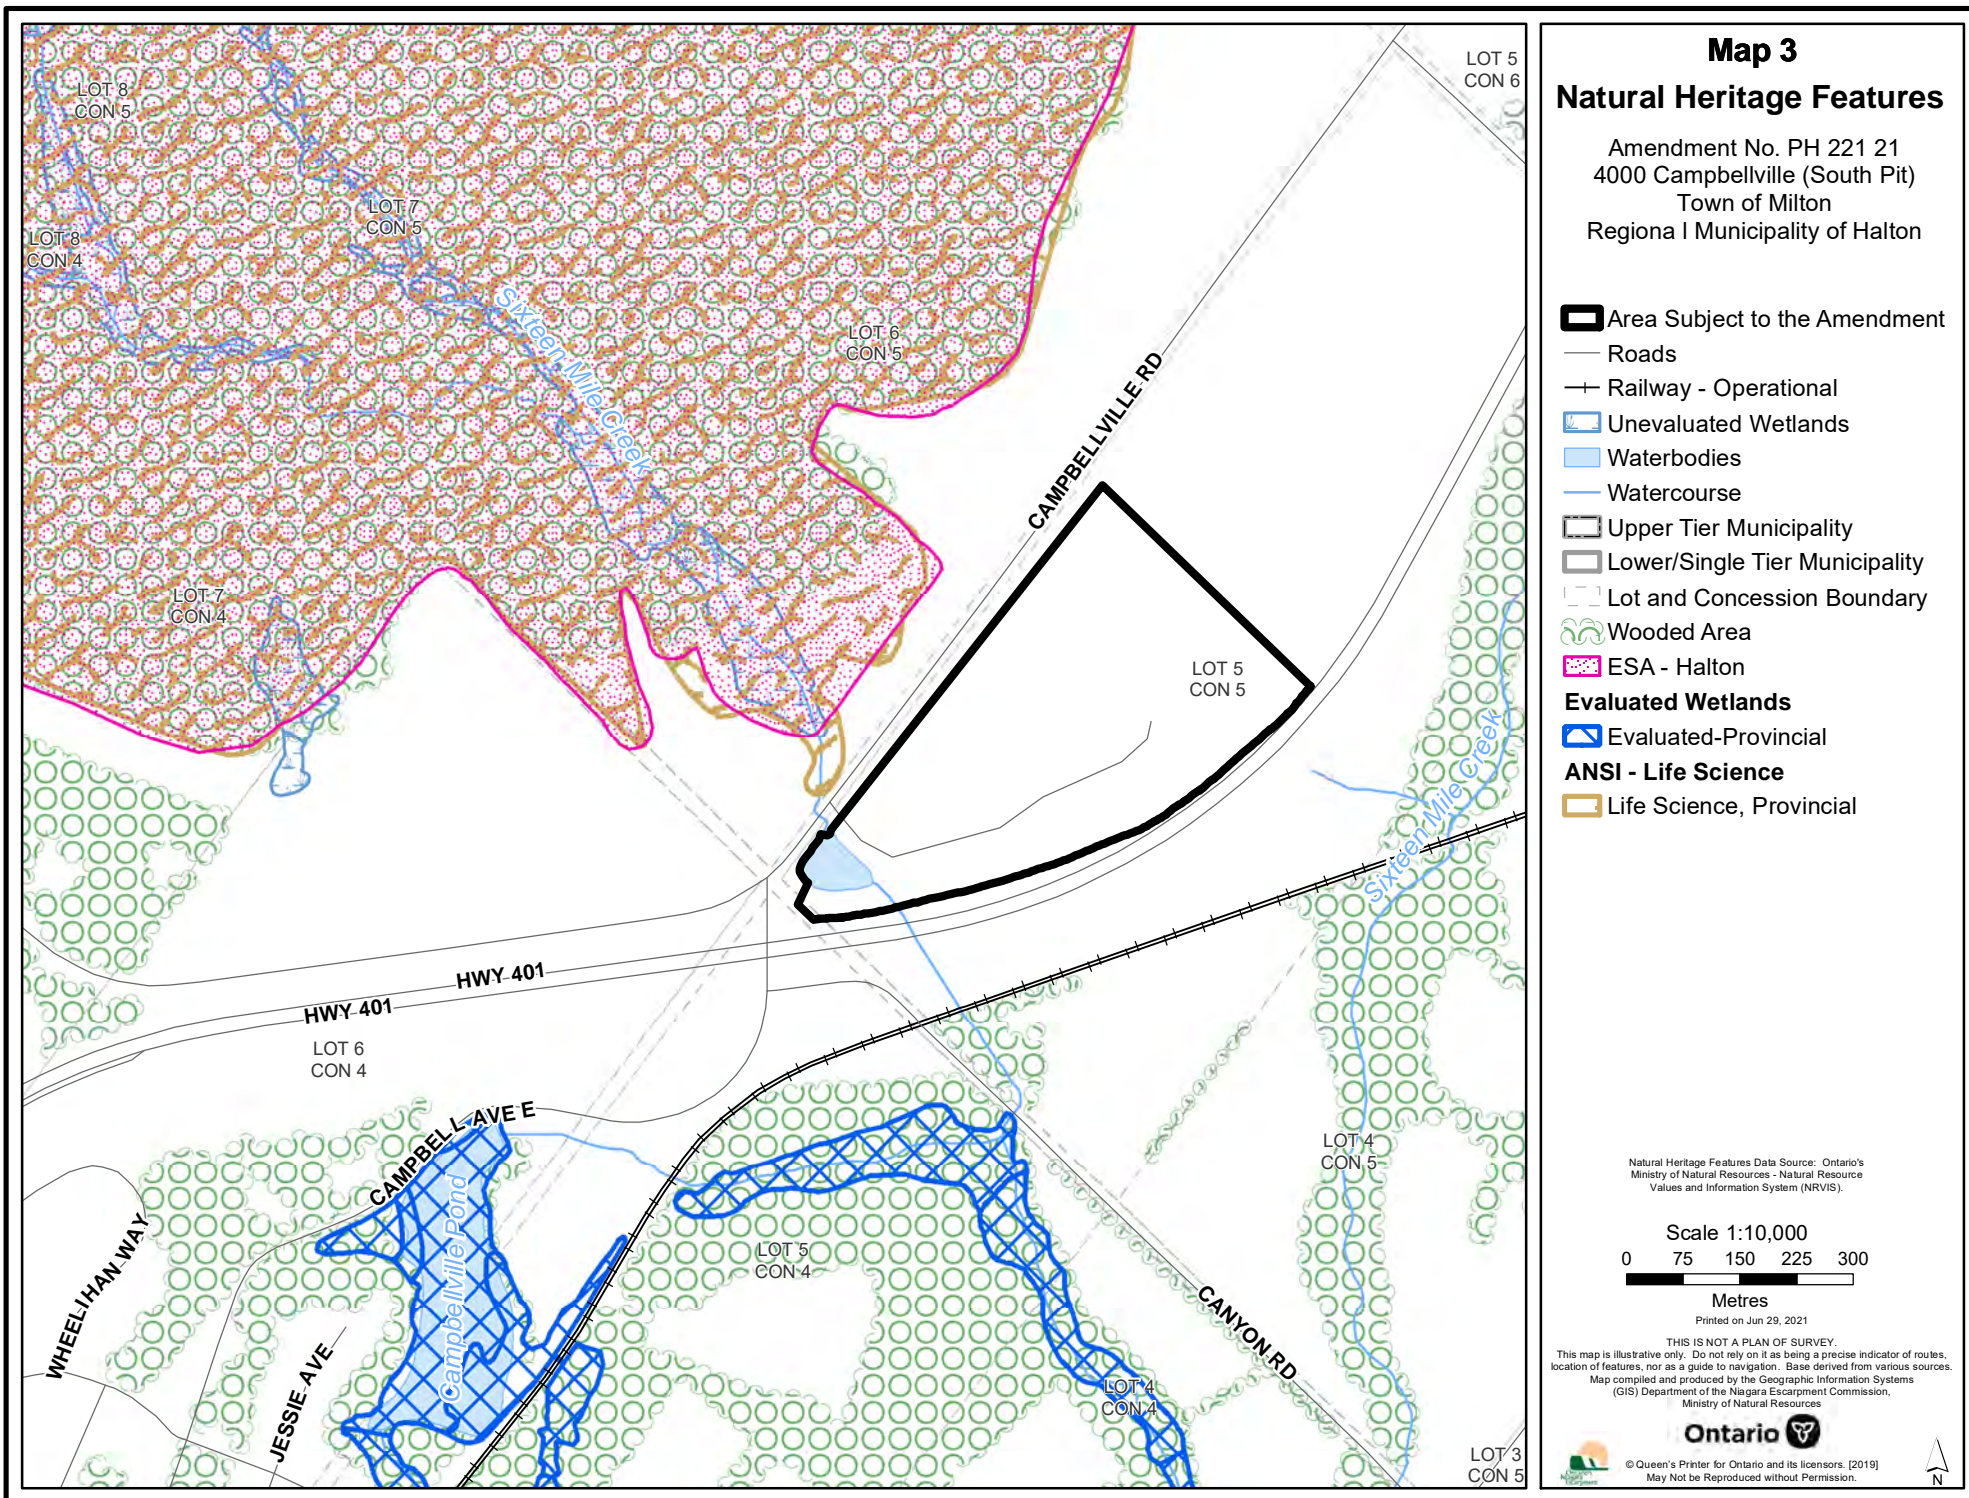 LOT 8
CON 5
LOT 5
CON 6
LOT 7
CON 5
LOT 8
CON 4
Sixteen Mile Creek
LOT 6
CON 5
CAMPBELLVILLE RD
LOT 7
CON 4
LOT 5
CON 5
Sixteen Mile Creek
HWY 401
HWY 401
LOT 6
CON 4
CAMPBELL AVE E
LOT 4
CON 5
Campbellville Pond
WHEELIHAN WAY
LOT 5
CON 4
CANYON RD
JESSIE AVE
LOT 4
CON 4
LOT 3
CON 5
Map 3
Natural Heritage Features
Amendment No. PH 221 21
4000 Campbellville (South Pit)
Town of Milton
Regiona l Municipality of Halton
Area Subject to the Amendment
Roads
Railway - Operational
Unevaluated Wetlands
Waterbodies
Watercourse
Upper Tier Municipality
Lower/Single Tier Municipality
Lot and Concession Boundary
Wooded Area
ESA - Halton
Evaluated Wetlands
Evaluated-Provincial
ANSI - Life Science
Life Science, Provincial
Natural Heritage Features Data Source: Ontario's
Ministry of Natural Resources - Natural Resource
Values and Information System (NRVIS).
Scale 1:10,000
0 75 150 225 300
Metres
Printed on Jun 29, 2021
THIS IS NOT A PLAN OF SURVEY.
This map is illustrative only. Do not rely on it as being a precise indicator of routes,
location of features, nor as a guide to navigation. Base derived from various sources.
Map compiled and produced by the Geographic Information Systems
(GIS) Department of the Niagara Escarpment Commission,
Ministry of Natural Resources
Ontario
© Queen's Printer for Ontario and its licensors. [2019]
May Not be Reproduced without Permission.
N